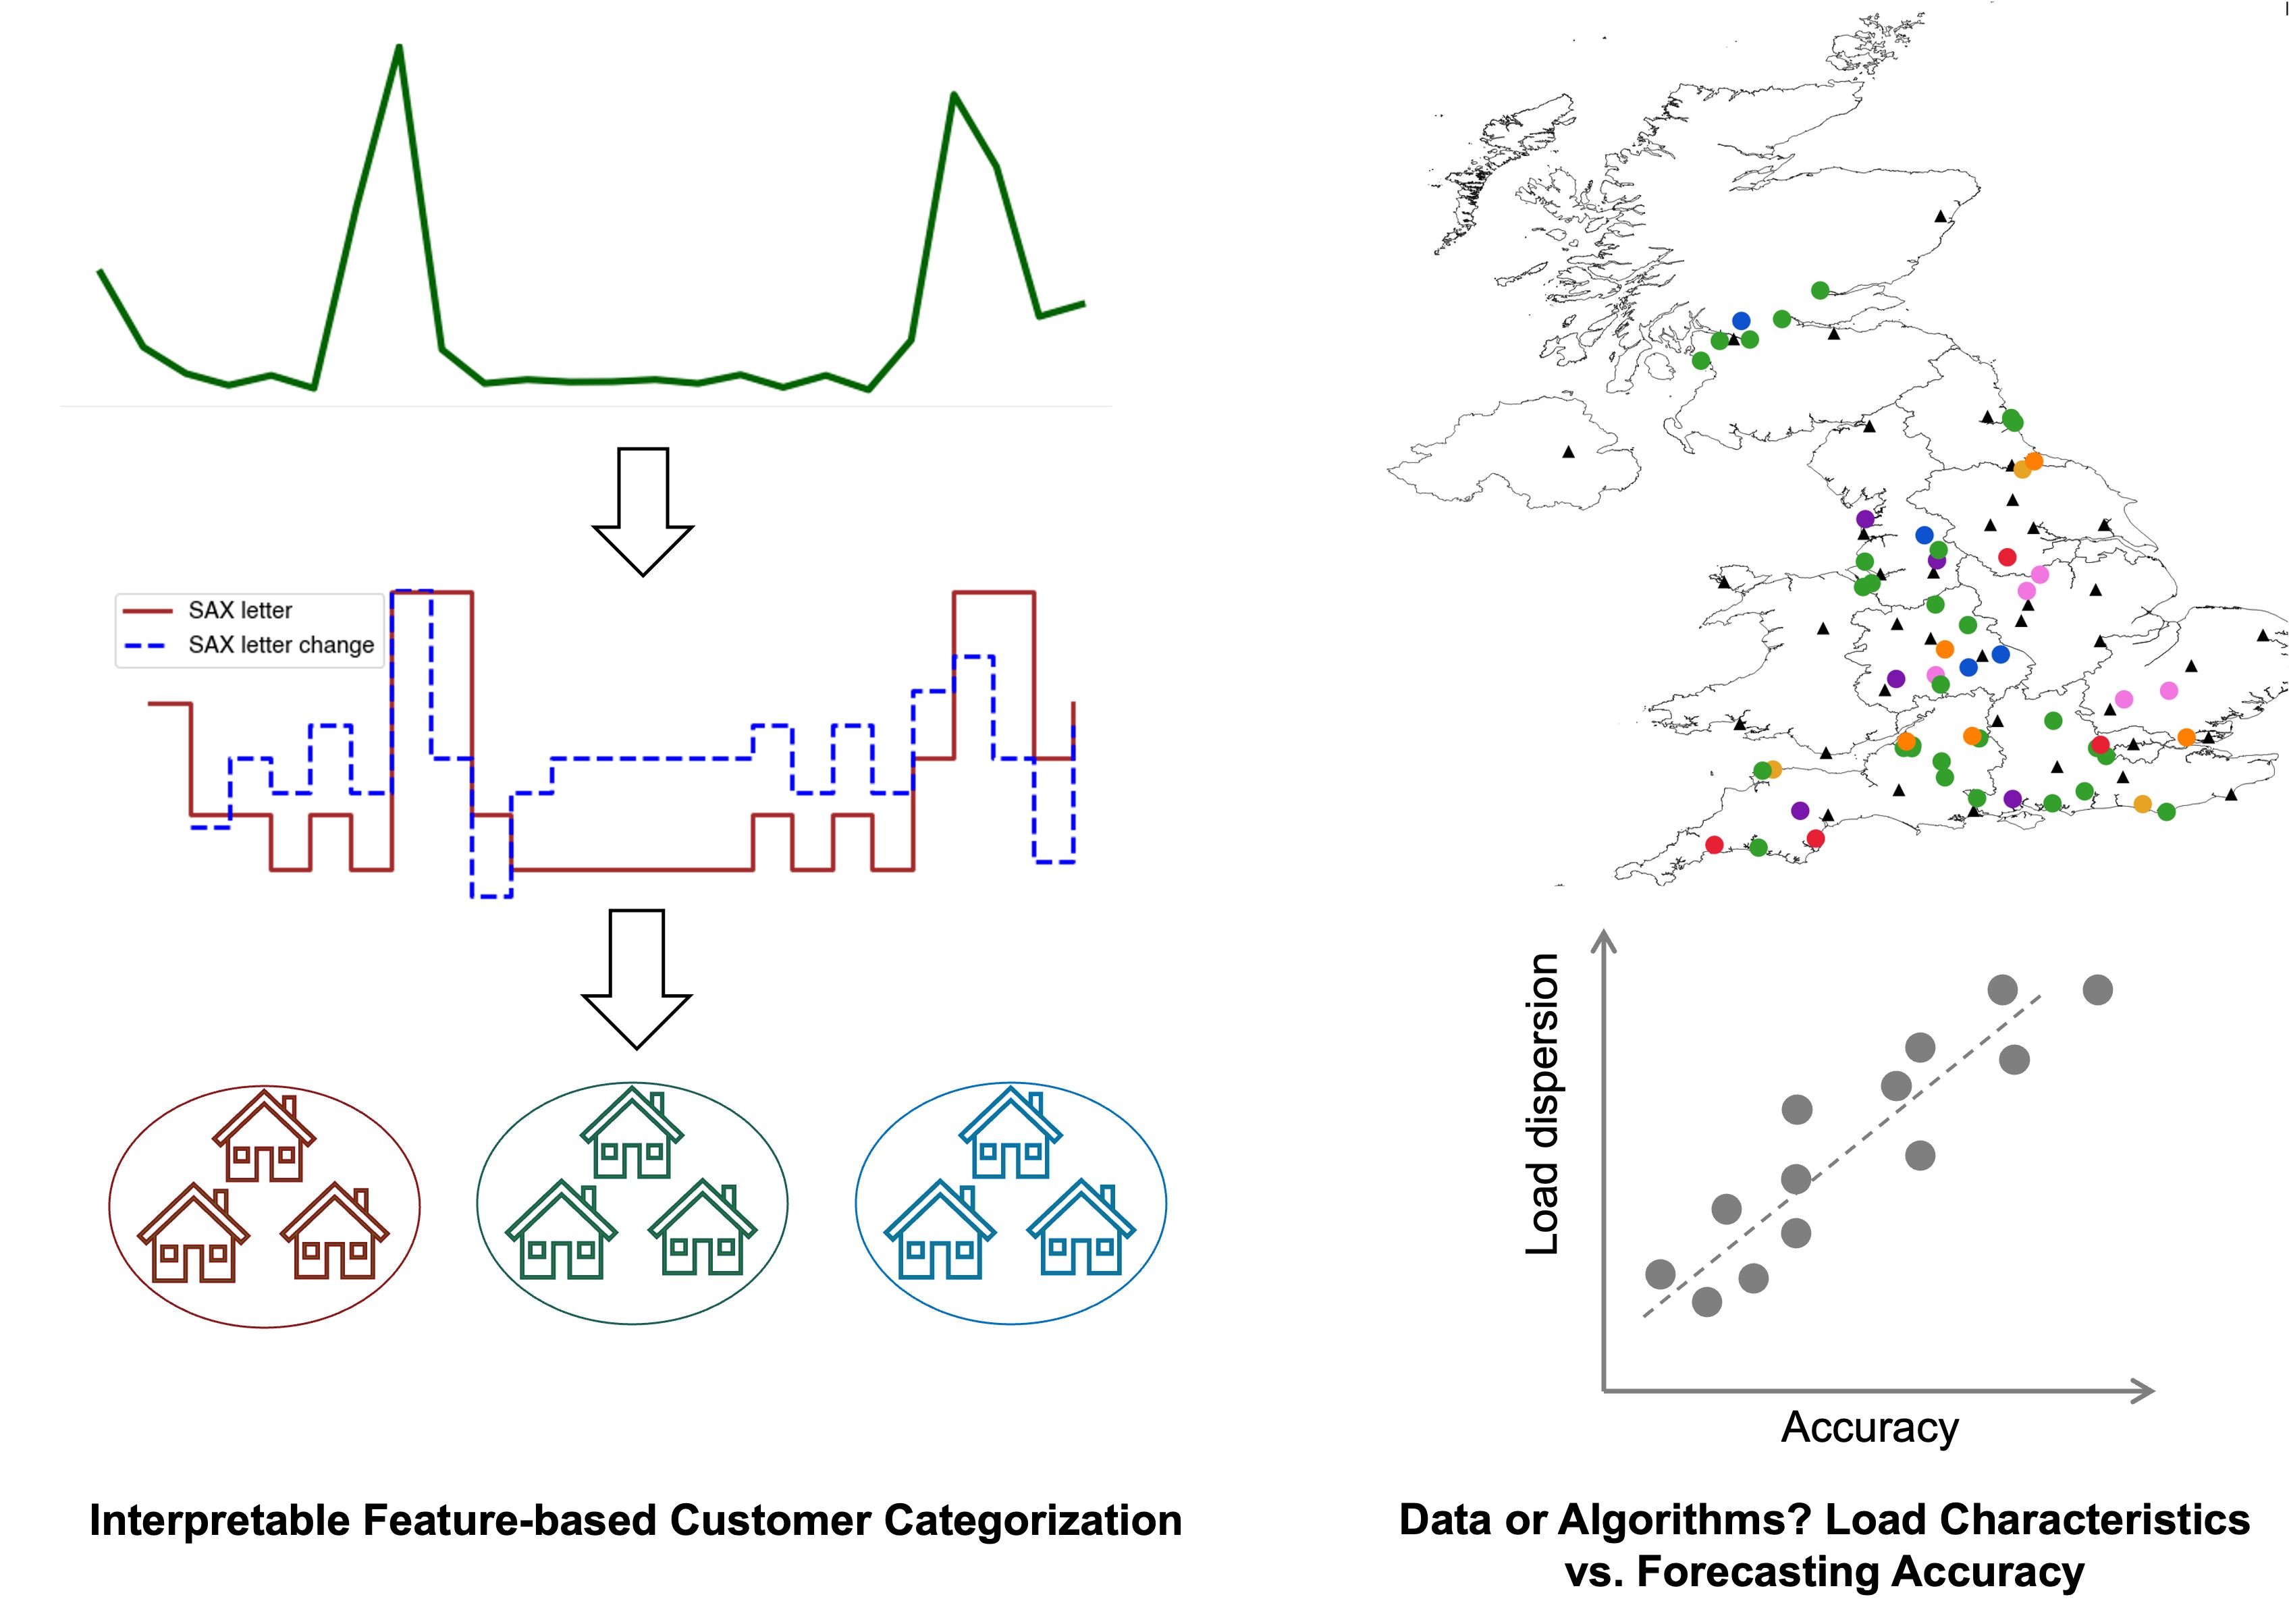 SAX letter
SAX letter change
Interpretable Feature-based Customer Categorization
Load dispersion
Accuracy
Data or Algorithms? Load Characteristics
vs. Forecasting Accuracy